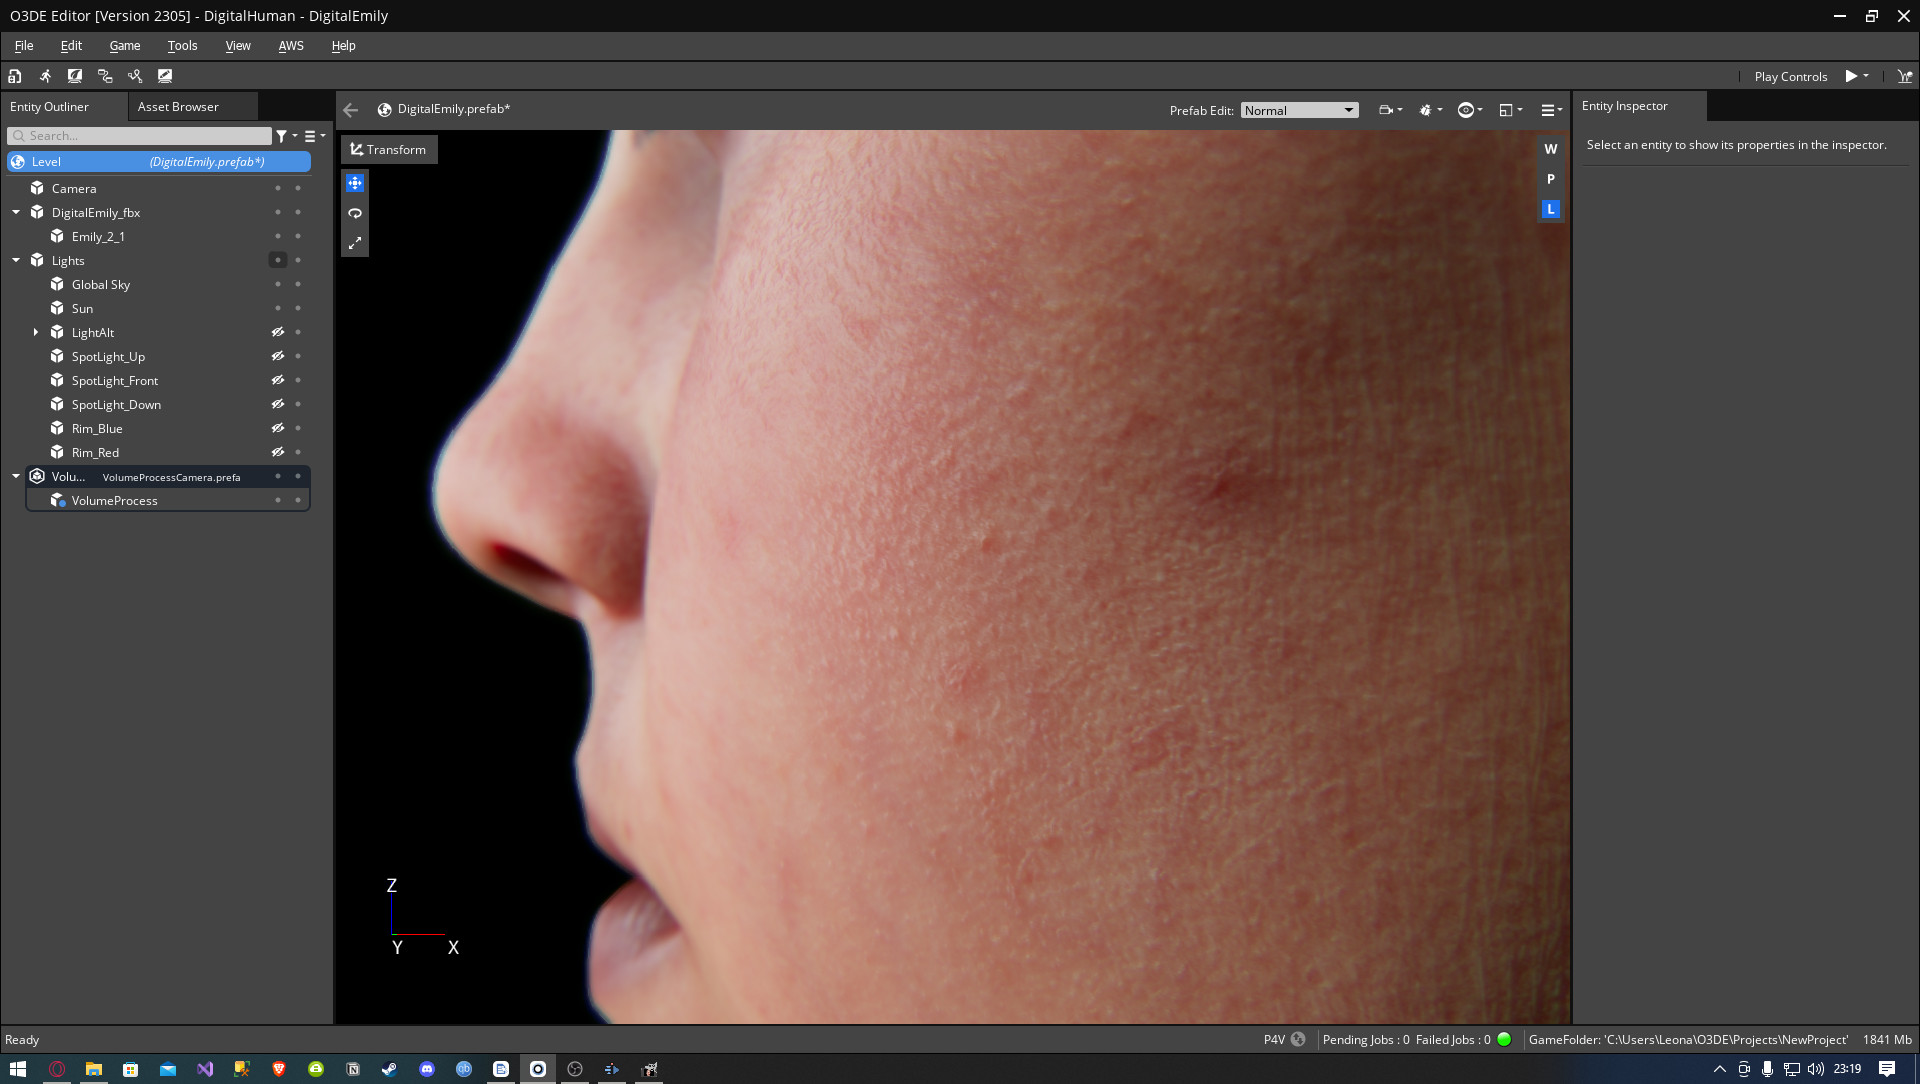 O3DE Editor [Version 2305] - DigitalHuman - DigitalEmily
File Edit Game Tools View AWS Help
Play Controls
Entity Outliner
Asset Browser
DigitalEmily.prefab*
Prefab Edit:
Normal
Entity Inspector
Search...
Transform
Select an entity to show its properties in the inspector.
W
P
L
Level (DigitalEmily.prefab*)
Camera
DigitalEmily_fbx
Emily_2_1
Lights
Global Sky
Sun
LightAlt
SpotLight_Up
SpotLight_Front
SpotLight_Down
Rim_Blue
Rim_Red
Volu... VolumeProcessCamera.prefa
VolumeProcess
Z
Y X
Ready
P4V
Pending Jobs : 0 Failed Jobs : 0
GameFolder: 'C:\Users\Leona\O3DE\Projects\NewProject'
1841 Mb
23:19